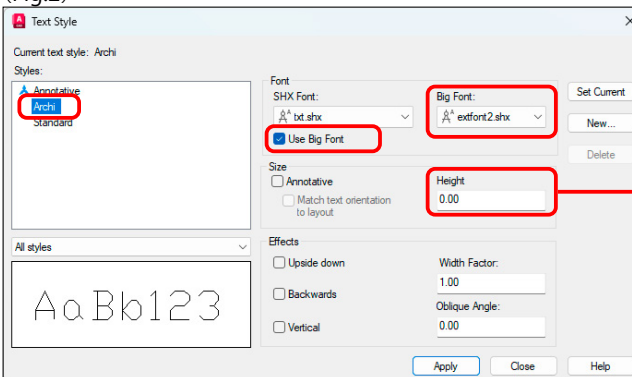 (Fig.2)
Text Style
Current text style: Archi
Styles:
Annotative
Archi
Standard
All styles
AaBb123
Font
SHX Font:
txt.shx
Use Big Font
Big Font:
extfont2.shx
Size
Annotative
Match text orientation
to layout
Height
0.00
Effects
Upside down
Backwards
Vertical
Width Factor:
1.00
Oblique Angle:
0.00
Set Current
New...
Delete
Apply
Close
Help